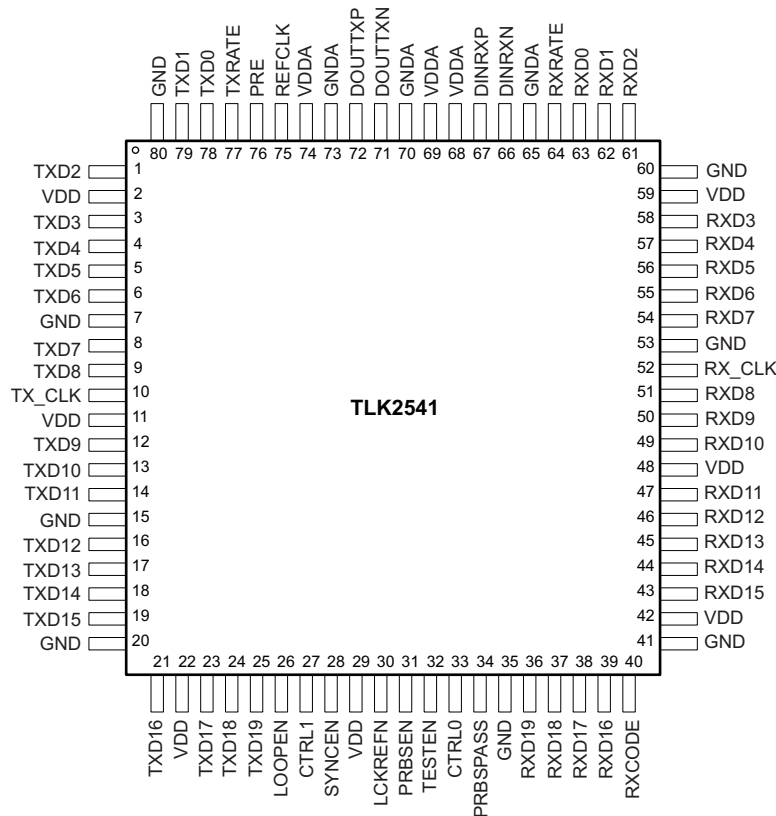 GND
TXD1
TXD0
TXRATE
PRE
REFCLK
VDDA
GNDA
DOUTTXP
DOUTTXN
GNDA
VDDA
VDDA
DINRXP
DINRXN
GNDA
RXRATE
RXD0
RXD1
RXD2
80 79 78 77 76 75 74 73 72 71 70 69 68 67 66 65 64 63 62 61
TXD2 1 60 GND
VDD 2 59 VDD
TXD3 3 58 RXD3
TXD4 4 57 RXD4
TXD5 5 56 RXD5
TXD6 6 55 RXD6
GND 7 54 RXD7
TXD7 8 53 GND
TXD8 9 52 RX_CLK
TX_CLK 10 51 RXD8
VDD 11 50 RXD9
TLK2541
TXD9 12 49 RXD10
TXD10 13 48 VDD
TXD11 14 47 RXD11
GND 15 46 RXD12
TXD12 16 45 RXD13
TXD13 17 44 RXD14
TXD14 18 43 RXD15
TXD15 19 42 VDD
GND 20 41 GND
21 22 23 24 25 26 27 28 29 30 31 32 33 34 35 36 37 38 39 40
TXD16
VDD
TXD17
TXD18
TXD19
LOOPEN
CTRL1
SYNCEN
VDD
LCKREFN
PRBSEN
TESTEN
CTRL0
PRBSPASS
GND
RXD19
RXD18
RXD17
RXD16
RXCODE